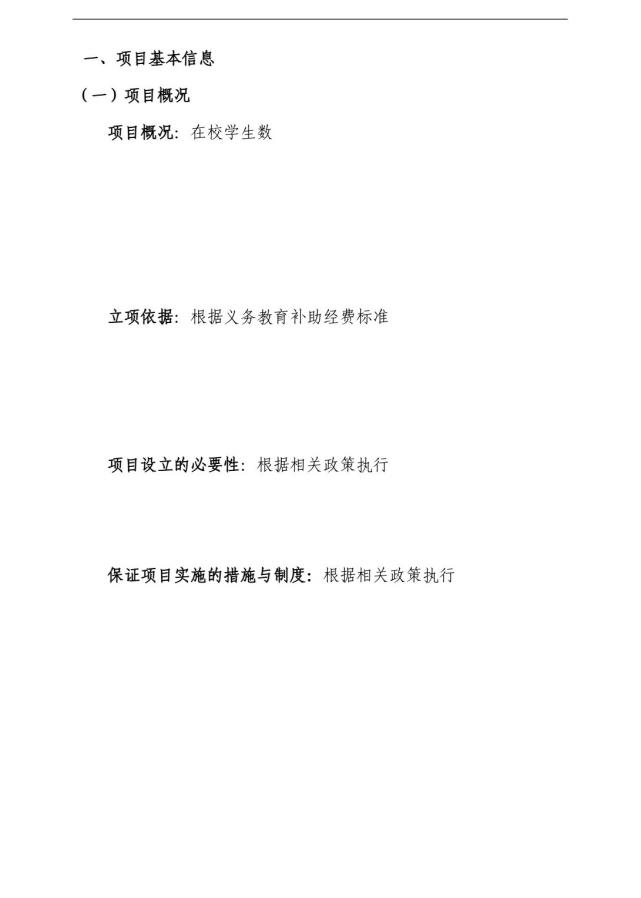 一、项目基本信息
（一）项目概况
项目概况：在校学生数
立项依据：根据义务教育补助经费标准
项目设立的必要性：根据相关政策执行
保证项目实施的措施与制度：根据相关政策执行